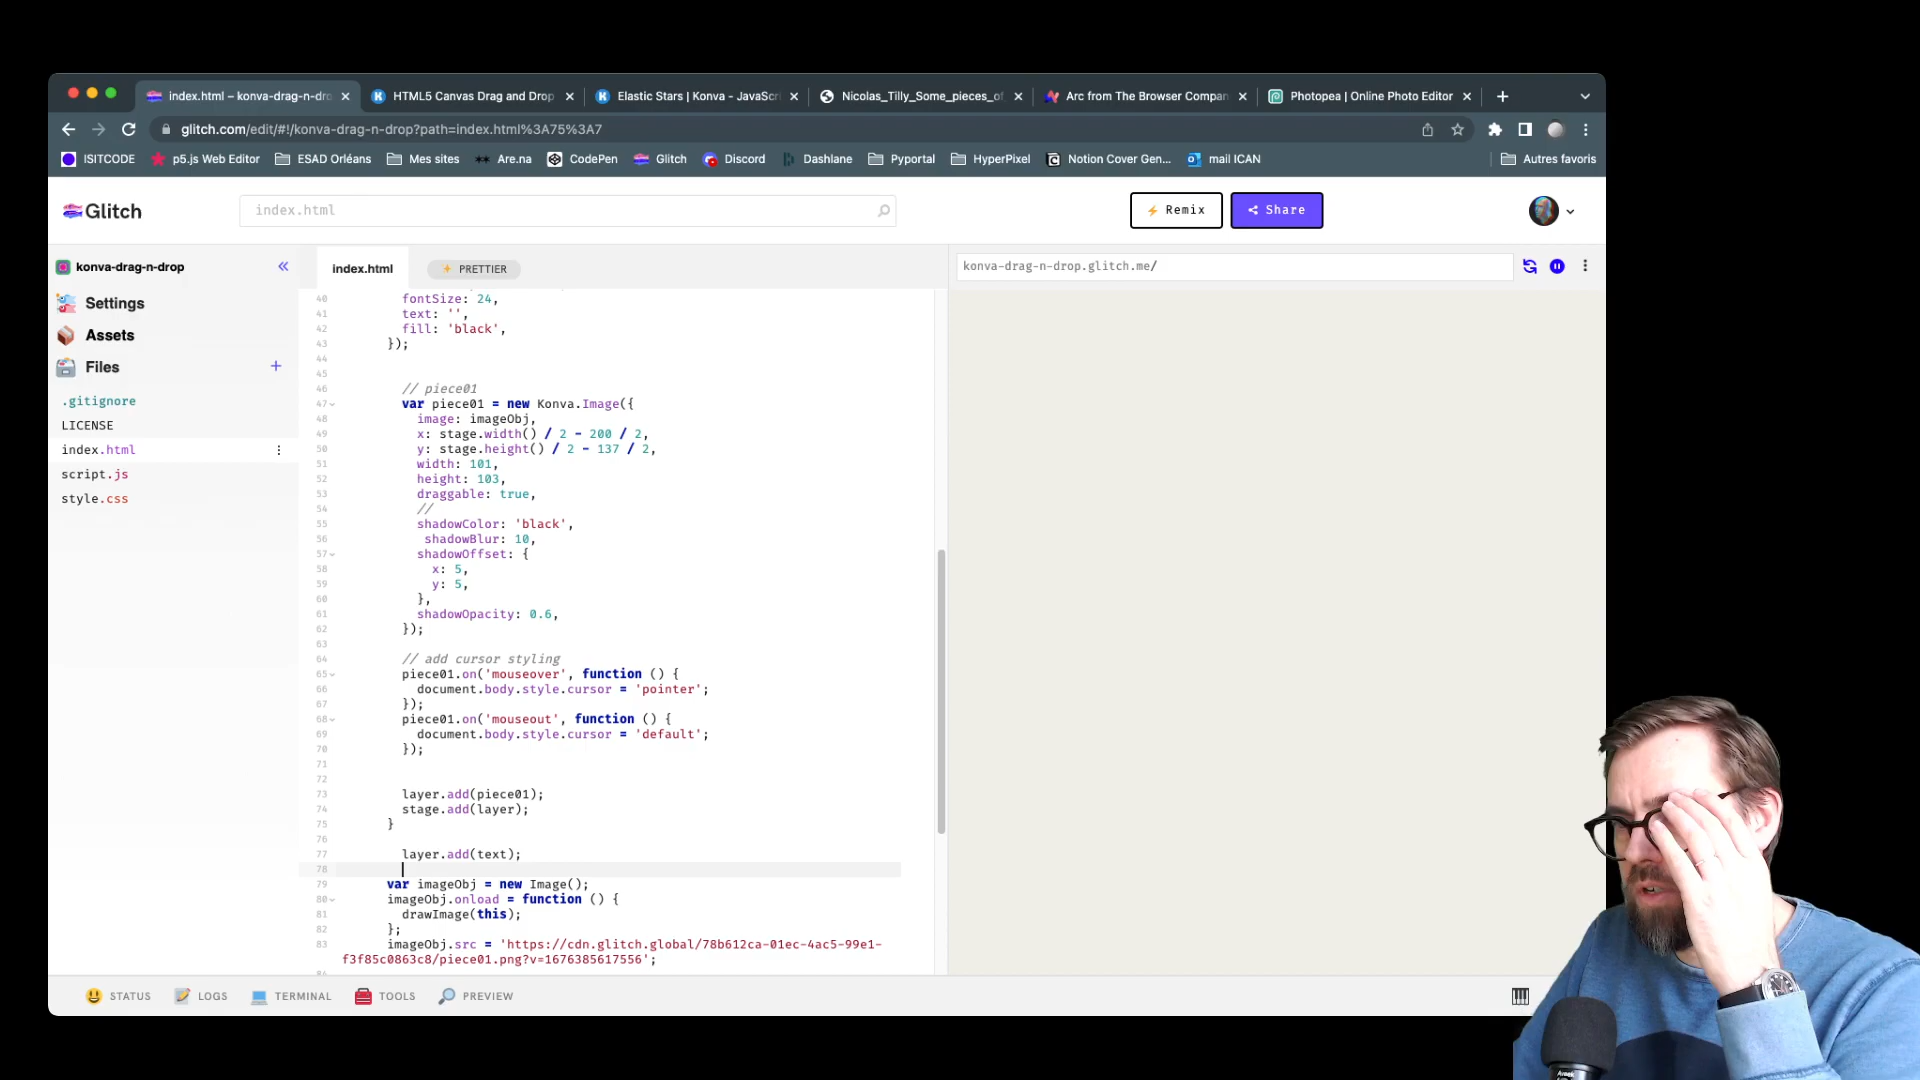 index.html – konva-drag-n-dro
HTML5 Canvas Drag and Drop
Elastic Stars | Konva - JavaScri
Nicolas_Tilly_Some_pieces_of
Arc from The Browser Compan
Photopea | Online Photo Editor
glitch.com/edit/#!/konva-drag-n-drop?path=index.html%3A75%3A7
ISITCODE
p5.js Web Editor
ESAD Orléans
Mes sites
Are.na
CodePen
Glitch
Discord
Dashlane
Pyportal
HyperPixel
Notion Cover Gen...
mail ICAN
Autres favoris
Glitch
index.html
Remix
Share
konva-drag-n-drop
Settings
Assets
Files
.gitignore
LICENSE
index.html
script.js
style.css
index.html
PRETTIER
40 fontSize: 24,
41 text: '',
42 fill: 'black',
43 });
44
45
46 // piece01
47 var piece01 = new Konva.Image({
48 image: imageObj,
49 x: stage.width() / 2 - 200 / 2,
50 y: stage.height() / 2 - 137 / 2,
51 width: 101,
52 height: 103,
53 draggable: true,
54 //
55 shadowColor: 'black',
56 shadowBlur: 10,
57 shadowOffset: {
58 x: 5,
59 y: 5,
60 },
61 shadowOpacity: 0.6,
62 });
63
64 // add cursor styling
65 piece01.on('mouseover', function () {
66 document.body.style.cursor = 'pointer';
67 });
68 piece01.on('mouseout', function () {
69 document.body.style.cursor = 'default';
70 });
71
72
73 layer.add(piece01);
74 stage.add(layer);
75 }
76
77 layer.add(text);
78
79 var imageObj = new Image();
80 imageObj.onload = function () {
81 drawImage(this);
82 };
83 imageObj.src = 'https://cdn.glitch.global/78b612ca-01ec-4ac5-99e1-
f3f85c0863c8/piece01.png?v=1676385617556';
konva-drag-n-drop.glitch.me/
STATUS
LOGS
TERMINAL
TOOLS
PREVIEW